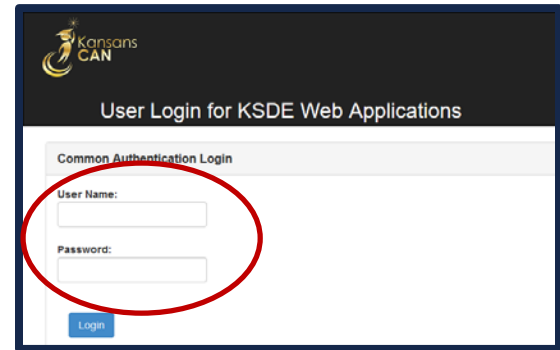 Kansans
CAN
User Login for KSDE Web Applications
Common Authentication Login
User Name:
Password:
Login